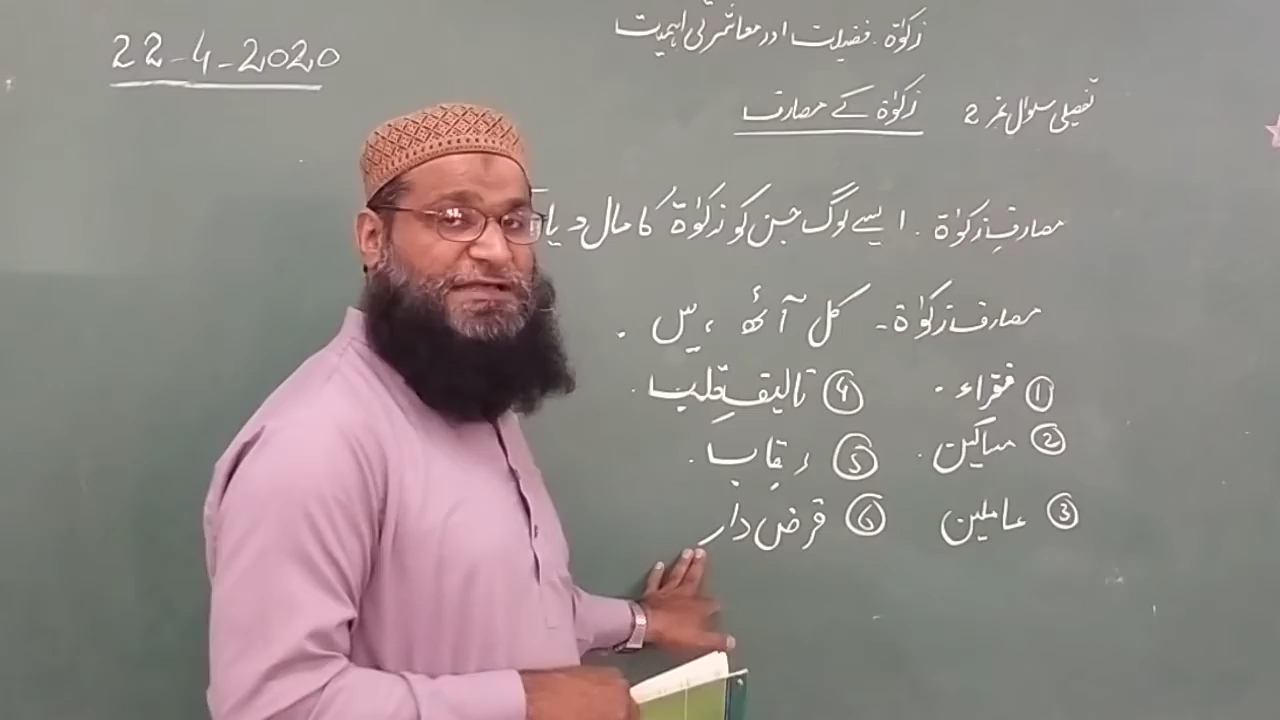 22-4-2020
زکوٰۃ۔ فضیلت اور معاشرتی اہمیت
تفصیلی سوال نمبر 2 زکوٰۃ کے مصارف
مصارفِ زکوٰۃ۔ ایسے لوگ جن کو زکوٰۃ کا مال دیا
مصارف زکوٰۃ۔ کل آٹھ ہیں۔
① فقراء۔ ④ تالیف قلب۔
② مساکین۔ ⑤ رقاب۔
③ عاملین ⑥ قرض دار